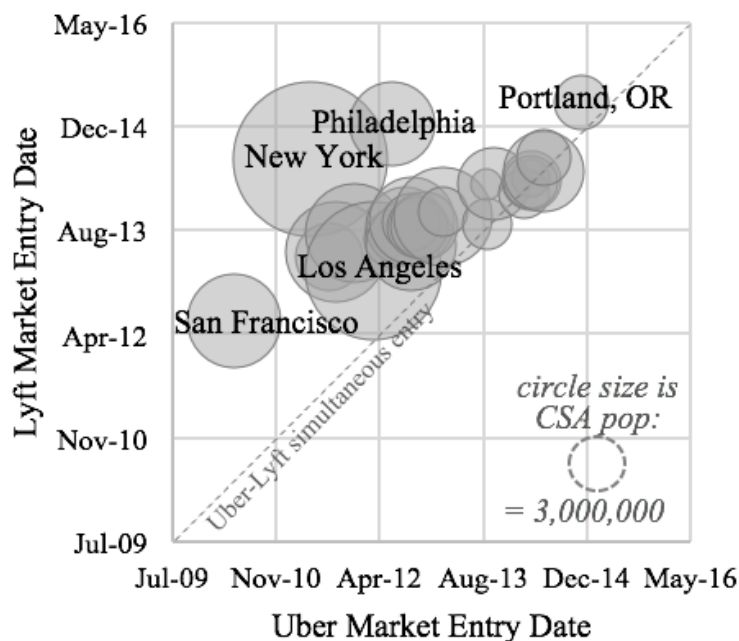 May-16
Dec-14
Aug-13
Apr-12
Nov-10
Jul-09
Lyft Market Entry Date
Portland, OR
Philadelphia
New York
Los Angeles
San Francisco
Uber-Lyft simultaneous entry
circle size is
CSA pop:
= 3,000,000
Jul-09 Nov-10 Apr-12 Aug-13 Dec-14 May-16
Uber Market Entry Date